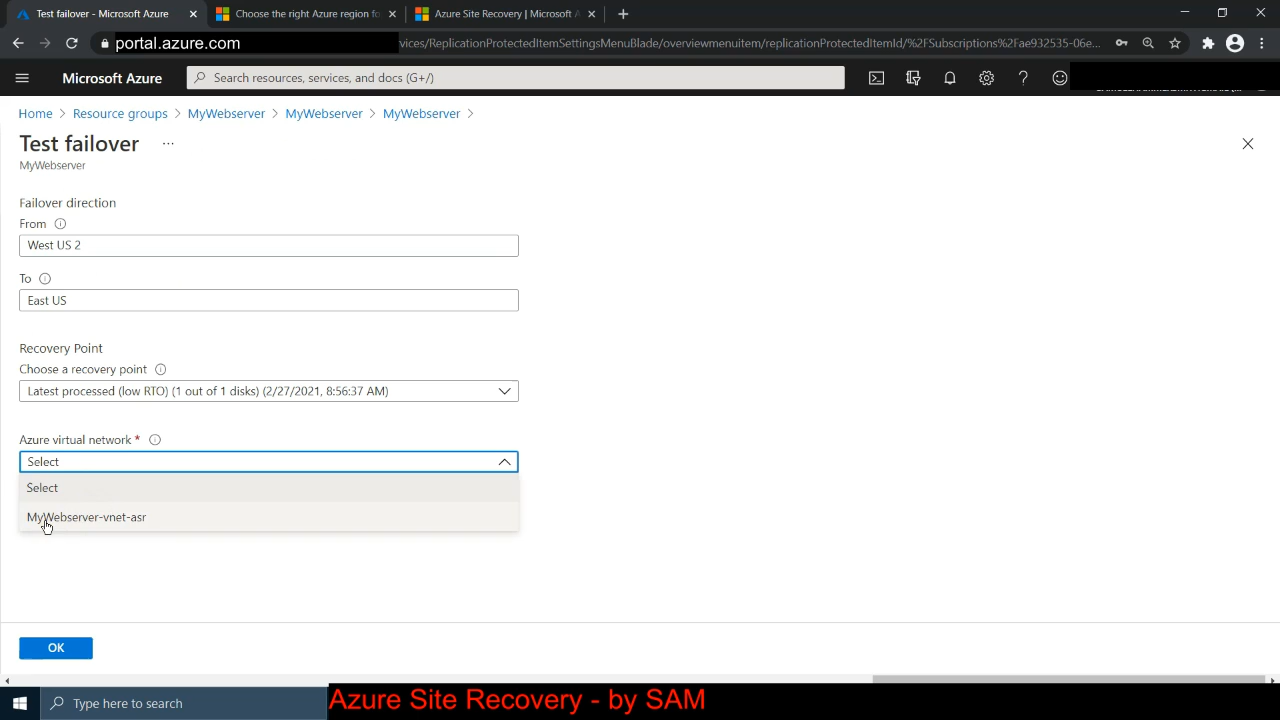 Test failover - Microsoft Azure
Choose the right Azure region fo
Azure Site Recovery | Microsoft A
portal.azure.com
vices/ReplicationProtectedItemSettingsMenuBlade/overviewmenuitem/replicationProtectedItemId/%2FSubscriptions%2Fae932535-06e...
Microsoft Azure
Search resources, services, and docs (G+/)
Home > Resource groups > MyWebserver > MyWebserver > MyWebserver >
Test failover ...
MyWebserver
Failover direction
From
West US 2
To
East US
Recovery Point
Choose a recovery point
Latest processed (low RTO) (1 out of 1 disks) (2/27/2021, 8:56:37 AM)
Azure virtual network *
Select
Select
MyWebserver-vnet-asr
OK
Type here to search
Azure Site Recovery - by SAM